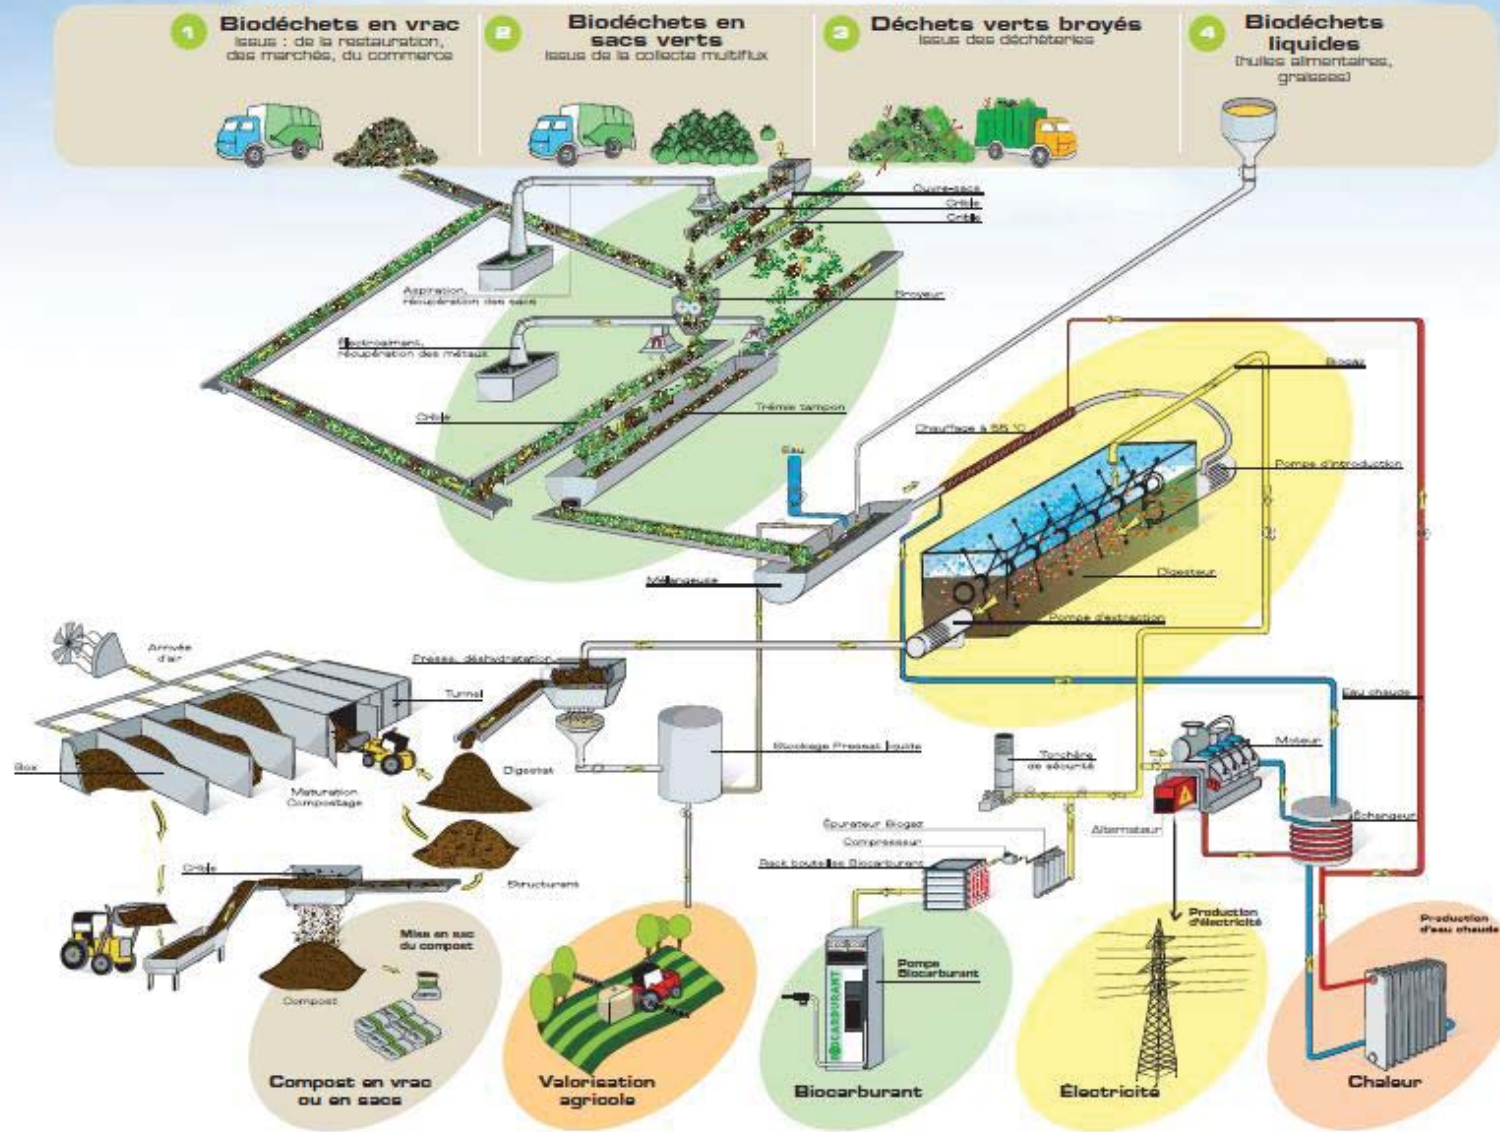 1
Biodéchets en vrac
Issus : de la restauration,
des marchés, du commerce
2
Biodéchets en
sacs verts
Issus de la collecte multiflux
3
Déchets verts broyés
Issus des déchèteries
4
Biodéchets
liquides
(huiles alimentaires,
graisses)
Ouvre-sacs
Crible
Crible
Aspiration,
récupération des sacs
Broyeur
Électroaimant,
récupération des métaux
Crible
Trémie tampon
Biogaz
Chauffage à 55 °C
Eau
Pompe d'introduction
Digesteur
Mélangeuse
Pompe d'extraction
Arrivée
d'air
Presse, déshydratation
Tunnel
Eau chaude
Box
Digestat
Stockage Pressat liquide
Torchère
de sécurité
Moteur
Maturation
Compostage
Épurateur Biogaz
Compresseur
Rack bouteilles Biocarburant
Alternateur
Échangeur
Crible
Structurant
Mise en sac
du compost
Compost
Pompe
Biocarburant
BIOCARBURANT
Production
d'électricité
Production
d'eau chaude
Compost en vrac
ou en sacs
Valorisation
agricole
Biocarburant
Électricité
Chaleur